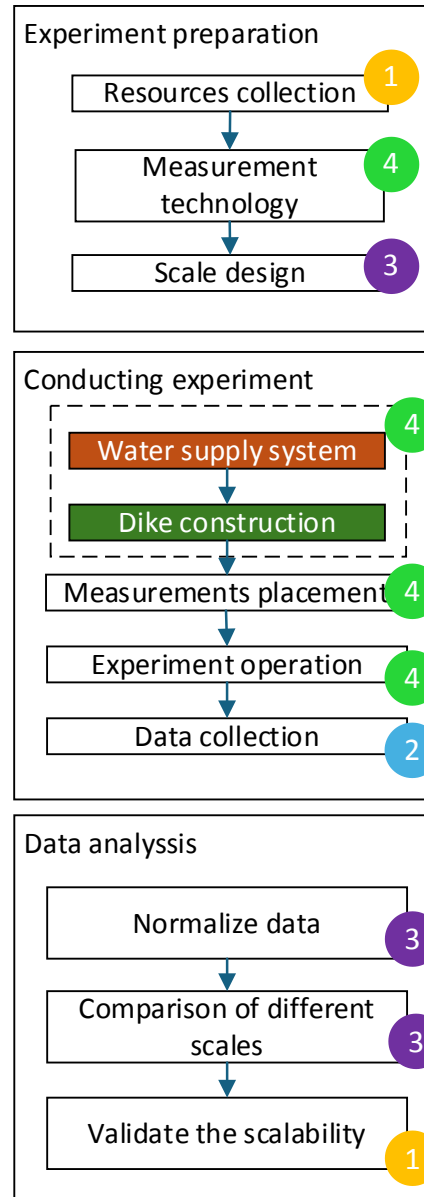 Experiment preparation
1
Resources collection
4
Measurement
technology
3
Scale design
Conducting experiment
4
Water supply system
Dike construction
Measurements placement
4
Experiment operation
4
Data collection
2
Data analyssis
Normalize data
3
Comparison of different
scales
3
Validate the scalability
1